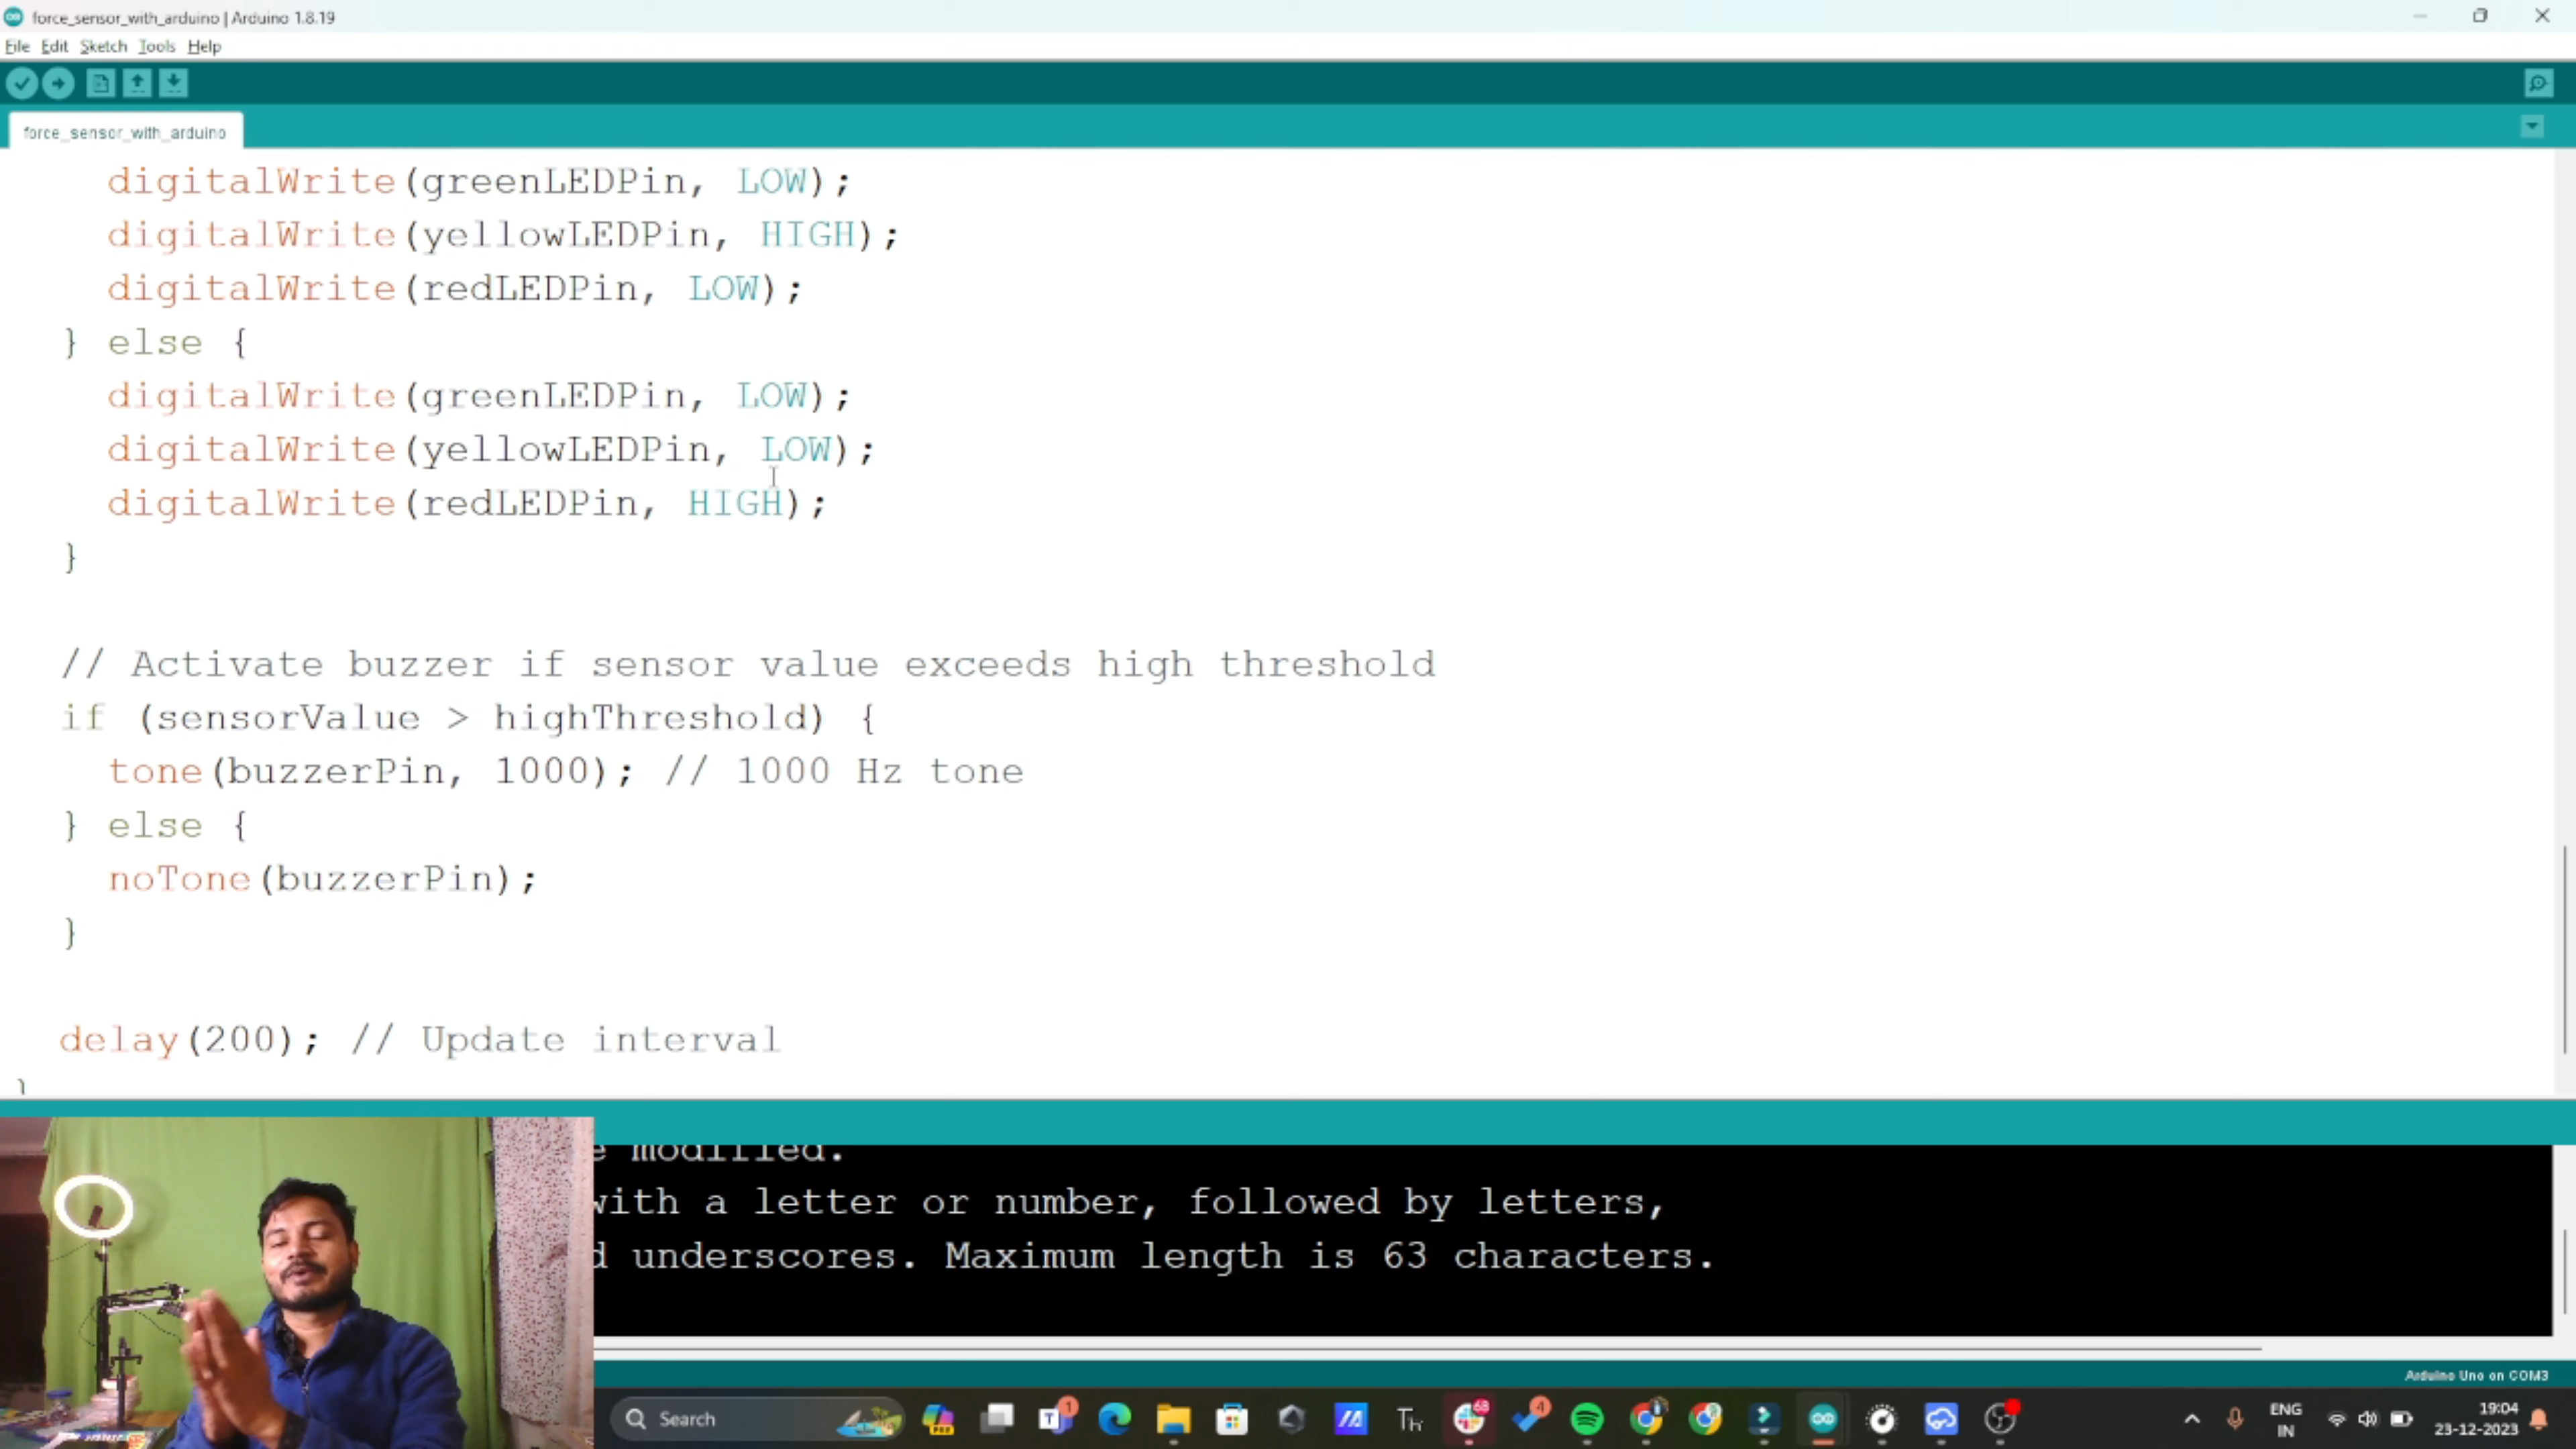 force_sensor_with_arduino | Arduino 1.8.19
File Edit Sketch Tools Help
force_sensor_with_arduino
digitalWrite(greenLEDPin, LOW);
digitalWrite(yellowLEDPin, HIGH);
digitalWrite(redLEDPin, LOW);
} else {
digitalWrite(greenLEDPin, LOW);
digitalWrite(yellowLEDPin, LOW);
digitalWrite(redLEDPin, HIGH);
}
// Activate buzzer if sensor value exceeds high threshold
if (sensorValue > highThreshold) {
tone(buzzerPin, 1000); // 1000 Hz tone
} else {
noTone(buzzerPin);
}
delay(200); // Update interval
}
e modified.
with a letter or number, followed by letters,
d underscores. Maximum length is 63 characters.
Arduino Uno on COM3
Search
1
68
4
ENG
IN
19:04
23-12-2023